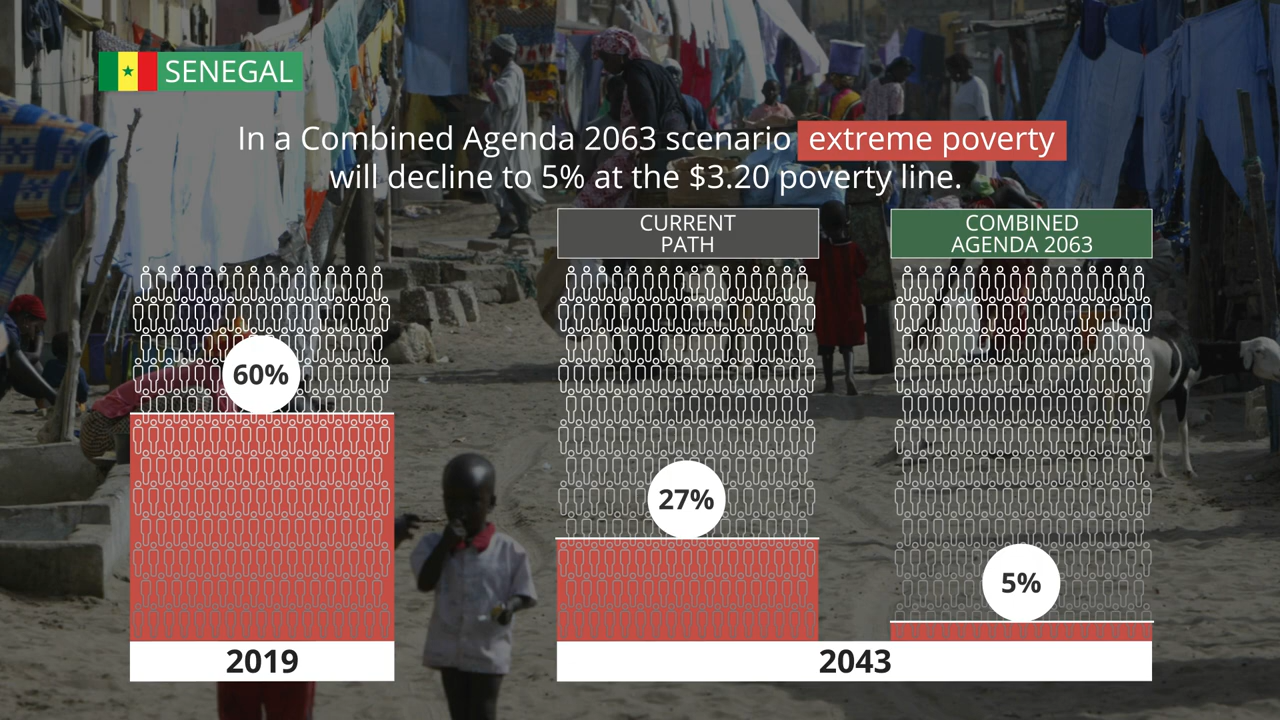 SENEGAL
In a Combined Agenda 2063 scenario extreme poverty
will decline to 5% at the $3.20 poverty line.
CURRENT
PATH
COMBINED
AGENDA 2063
60%
27%
5%
2019
2043